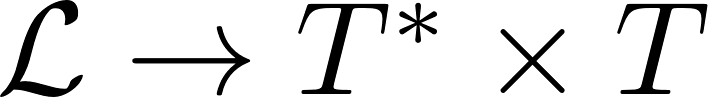 ℒ → T* × T